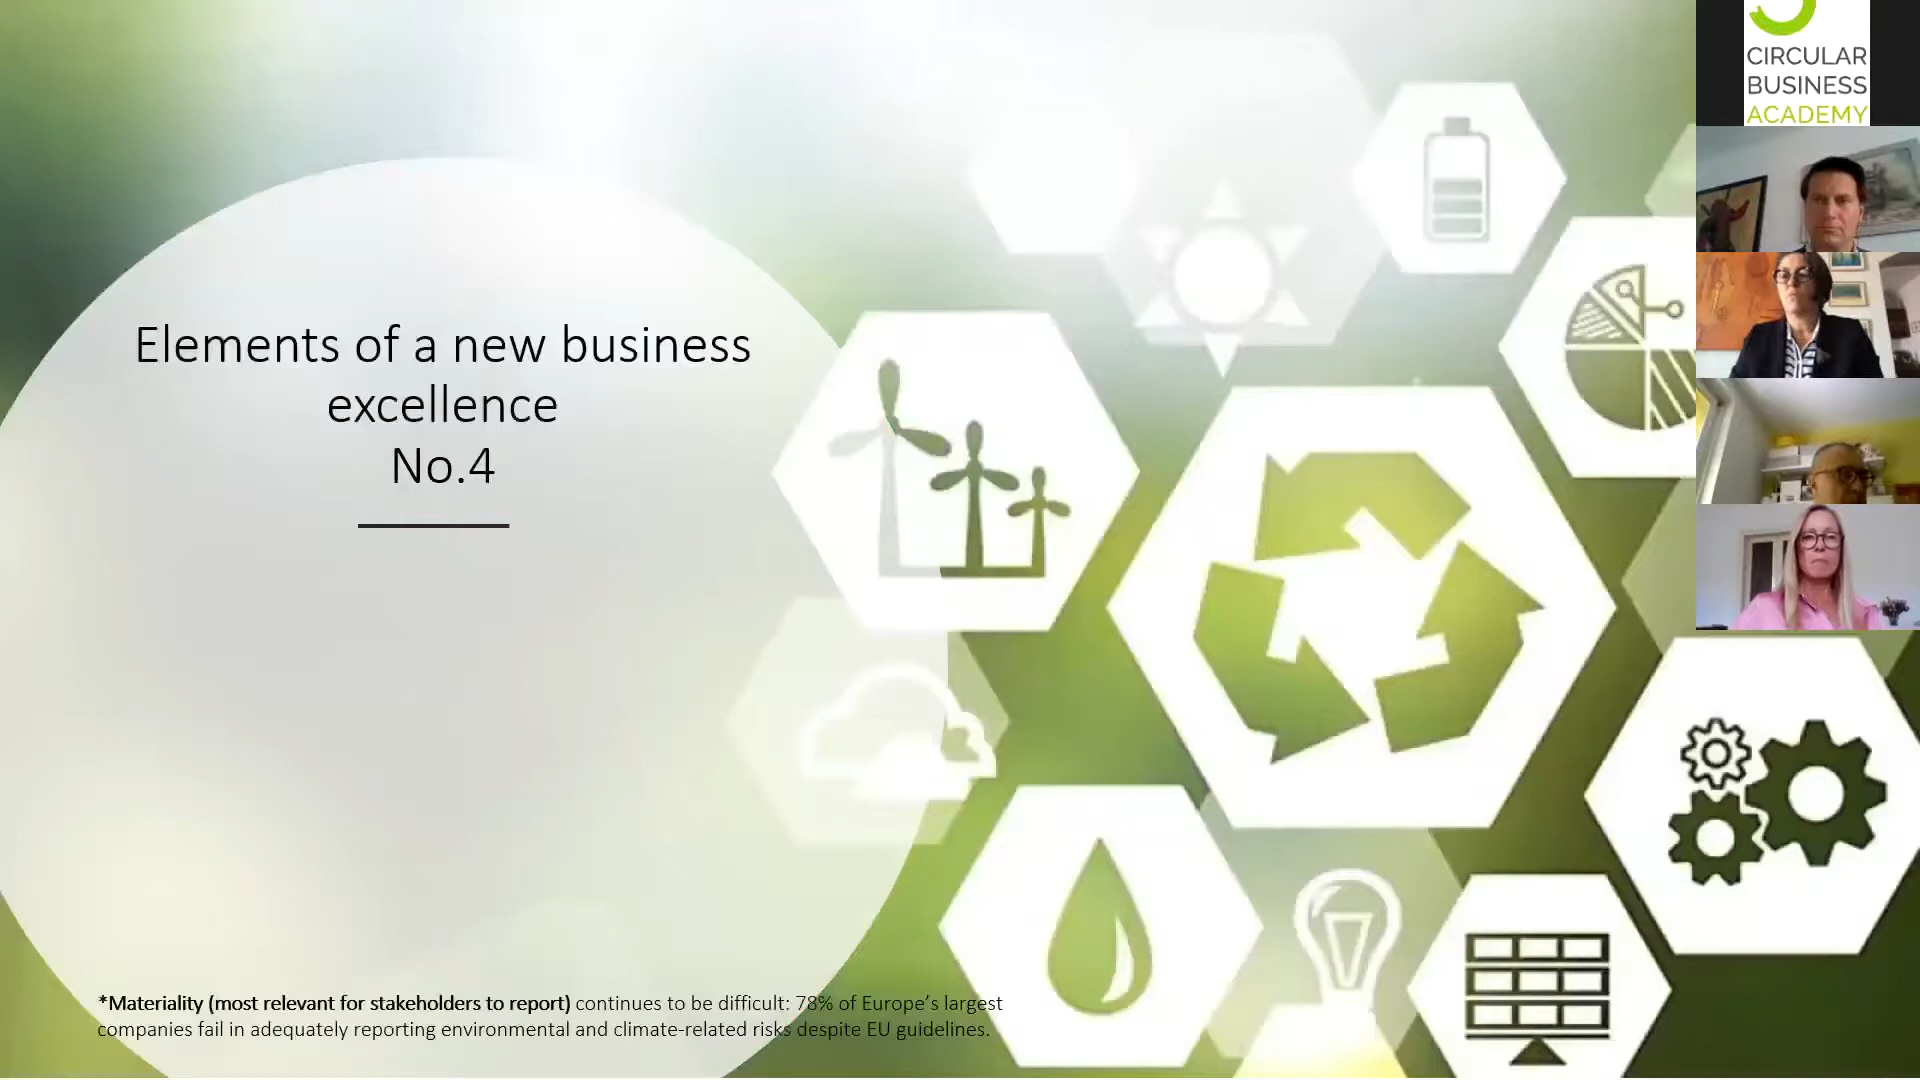 Elements of a new business
excellence
No.4
*Materiality (most relevant for stakeholders to report) continues to be difficult: 78% of Europe’s largest
companies fail in adequately reporting environmental and climate-related risks despite EU guidelines.
CIRCULAR
BUSINESS
ACADEMY